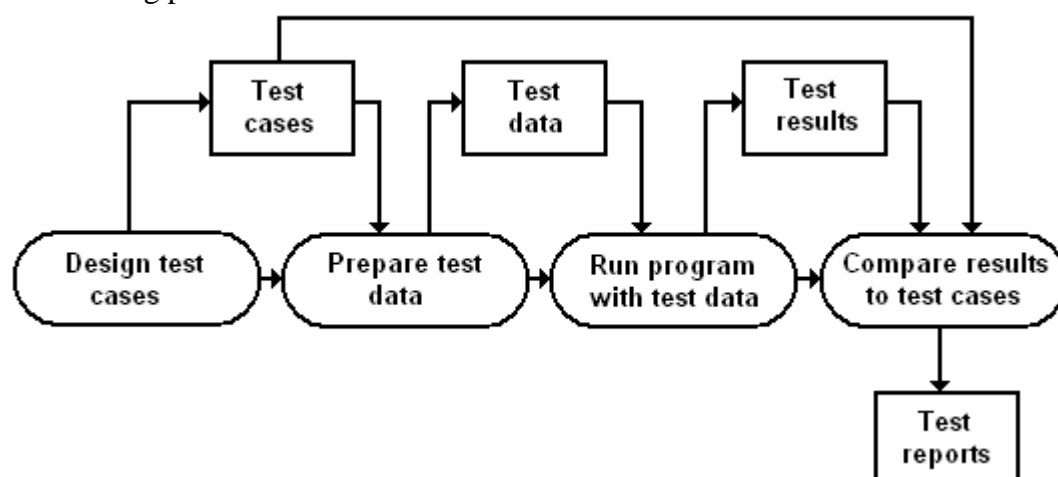 Test
cases
Test
data
Test
results
Design test
cases
Prepare test
data
Run program
with test data
Compare results
to test cases
Test
reports